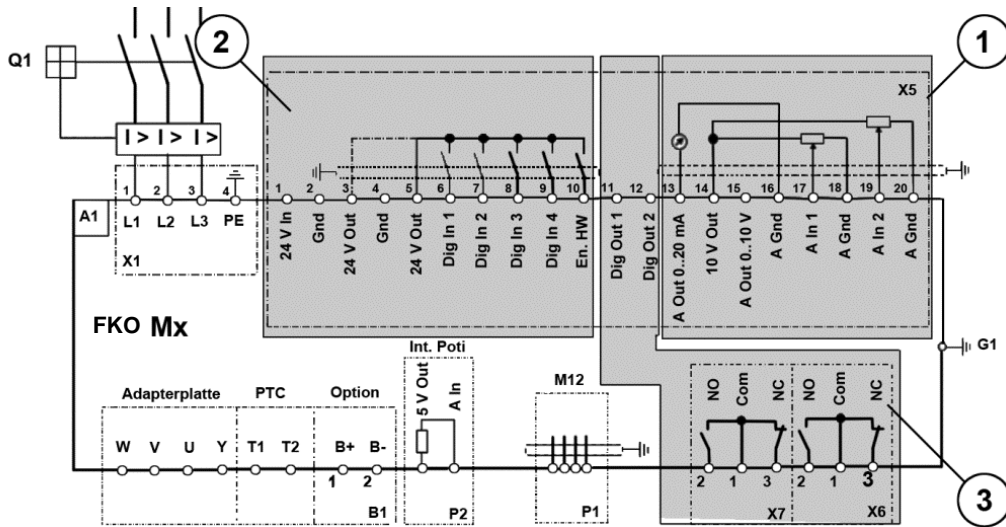 2
1
Q1
X5
I > I > I >
1 2 3 4
1 2 3 4 5 6 7 8 9 10 11 12 13 14 15 16 17 18 19 20
A1
L1 L2 L3 PE
X1
24 V In
Gnd
24 V Out
Gnd
24 V Out
Dig In 1
Dig In 2
Dig In 3
Dig In 4
En. HW
Dig Out 1
Dig Out 2
A Out 0..20 mA
10 V Out
A Out 0..10 V
A Gnd
A In 1
A Gnd
A In 2
A Gnd
FKO Mx
G1
Int. Poti
5 V Out
A In
M12
NO Com NC NO Com NC
Adapterplatte PTC Option
W V U Y T1 T2 B+ B-
1 2
2 1 3 2 1 3
B1 P2 P1 X7 X6
3